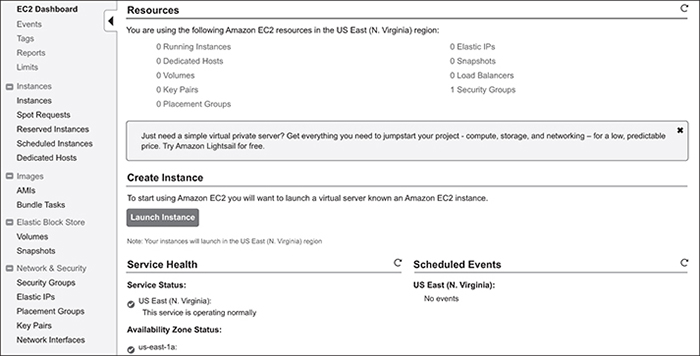 EC2 Dashboard
Events
Tags
Reports
Limits
Instances
Instances
Spot Requests
Reserved Instances
Scheduled Instances
Dedicated Hosts
Images
AMIs
Bundle Tasks
Elastic Block Store
Volumes
Snapshots
Network & Security
Security Groups
Elastic IPs
Placement Groups
Key Pairs
Network Interfaces
Resources
You are using the following Amazon EC2 resources in the US East (N. Virginia) region:
0 Running Instances
0 Dedicated Hosts
0 Volumes
0 Key Pairs
0 Placement Groups
0 Elastic IPs
0 Snapshots
0 Load Balancers
1 Security Groups
Just need a simple virtual private server? Get everything you need to jumpstart your project - compute, storage, and networking – for a low, predictable
price. Try Amazon Lightsail for free.
Create Instance
To start using Amazon EC2 you will want to launch a virtual server known an Amazon EC2 instance.
Launch Instance
Note: Your instances will launch in the US East (N. Virginia) region
Service Health
Service Status:
US East (N. Virginia):
This service is operating normally
Availability Zone Status:
us-east-1a:
Scheduled Events
US East (N. Virginia):
No events